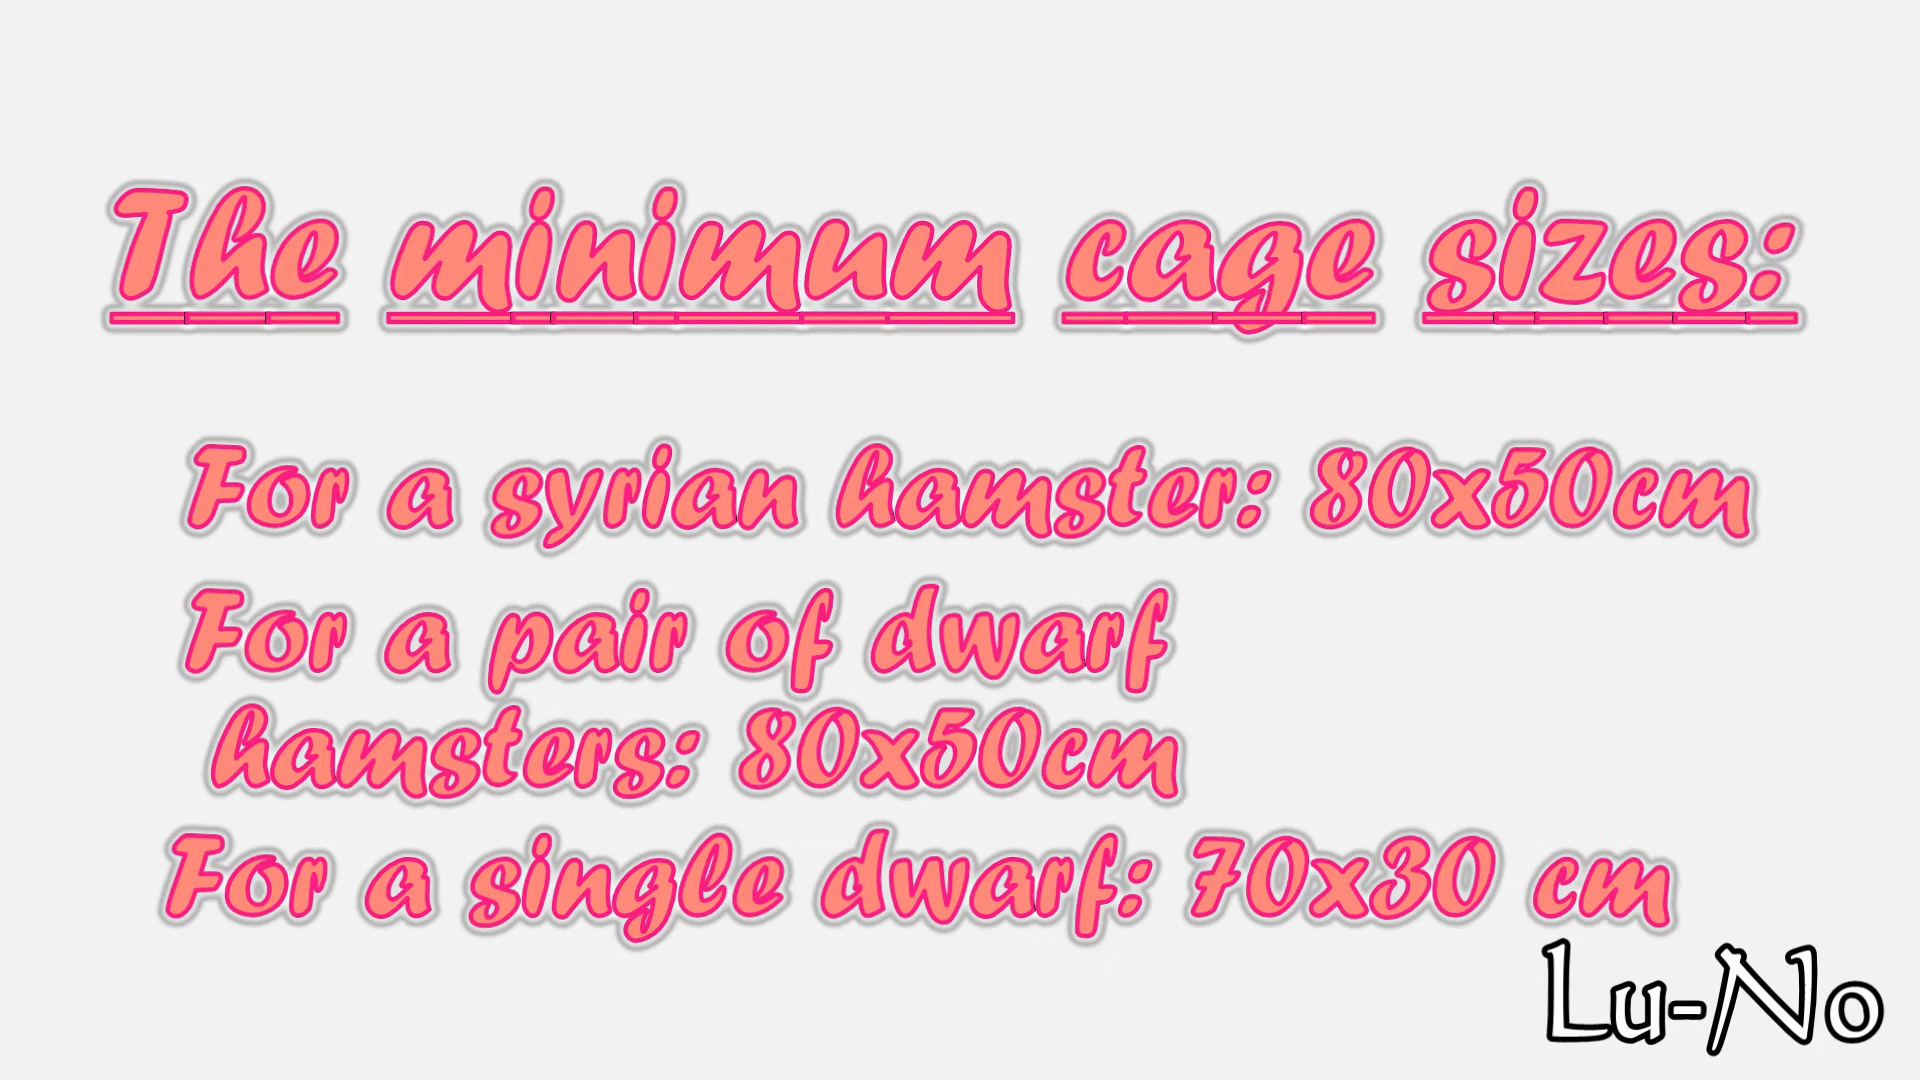 The minimum cage sizes:
For a syrian hamster: 80x50cm
For a pair of dwarf
hamsters: 80x50cm
For a single dwarf: 70x30 cm
Lu-No